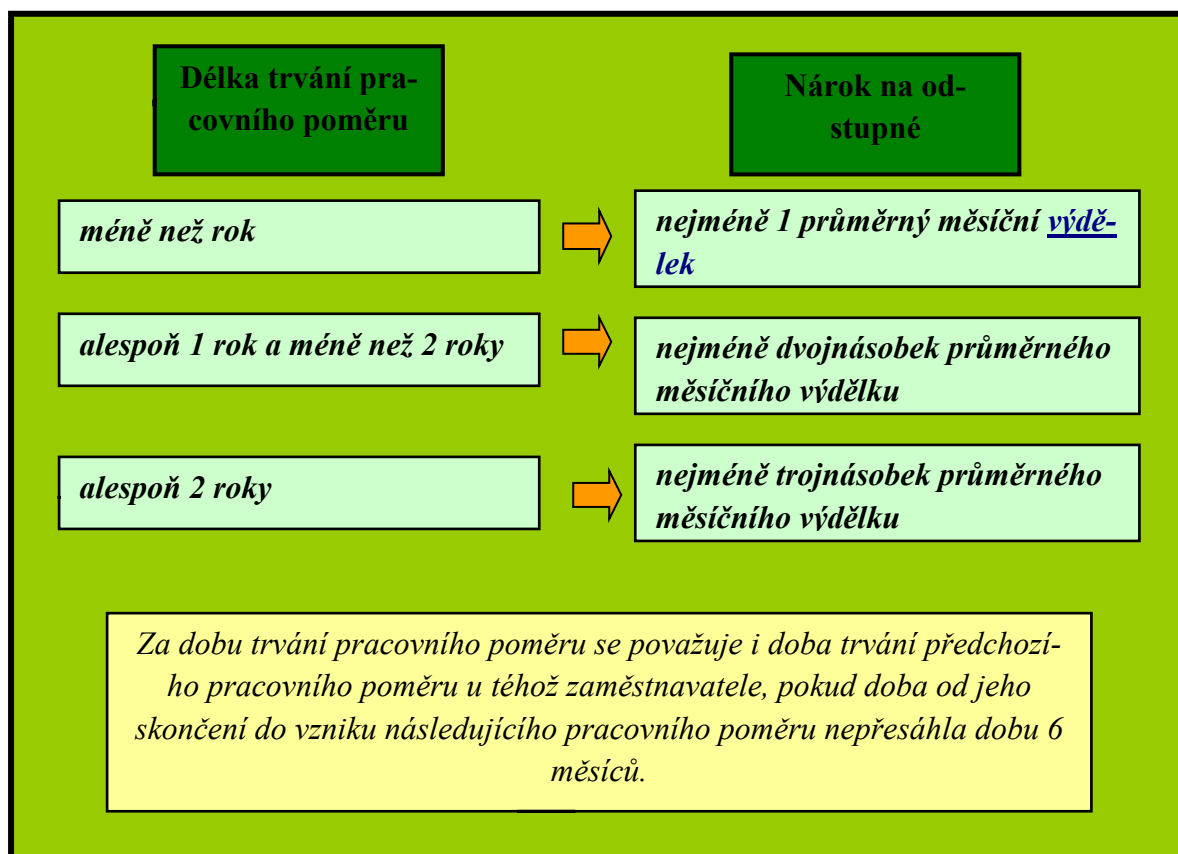 Délka trvání pra-
covního poměru
Nárok na od-
stupné
méně než rok
nejméně 1 průměrný měsíční výdě-
lek
alespoň 1 rok a méně než 2 roky
nejméně dvojnásobek průměrného
měsíčního výdělku
alespoň 2 roky
nejméně trojnásobek průměrného
měsíčního výdělku
Za dobu trvání pracovního poměru se považuje i doba trvání předchozí-
ho pracovního poměru u téhož zaměstnavatele, pokud doba od jeho
skončení do vzniku následujícího pracovního poměru nepřesáhla dobu 6
měsíců.